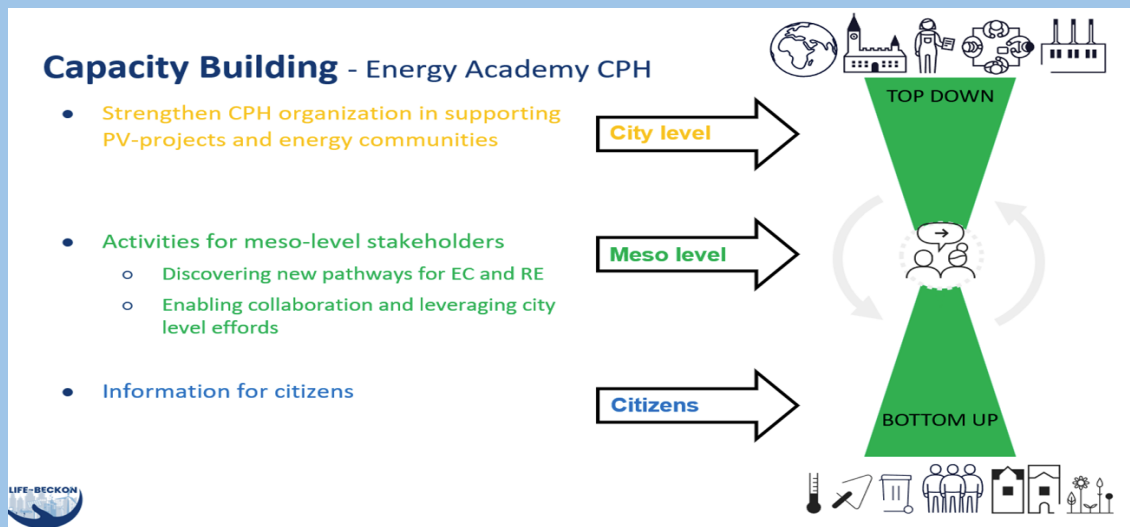 Capacity Building - Energy Academy CPH
• Strengthen CPH organization in supporting
PV-projects and energy communities
City level
TOP DOWN
• Activities for meso-level stakeholders
o Discovering new pathways for EC and RE
o Enabling collaboration and leveraging city
level effords
Meso level
• Information for citizens
Citizens
BOTTOM UP
LIFE-BECKON